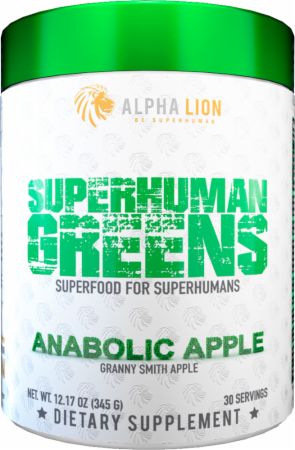 ALPHA LION
BE SUPERHUMAN
SUPERHUMAN
GREENS
SUPERFOOD FOR SUPERHUMANS
ANABOLIC APPLE
GRANNY SMITH APPLE
NET. WT. 12.17 OZ (345 G) 30 SERVINGS
★ DIETARY SUPPLEMENT ★